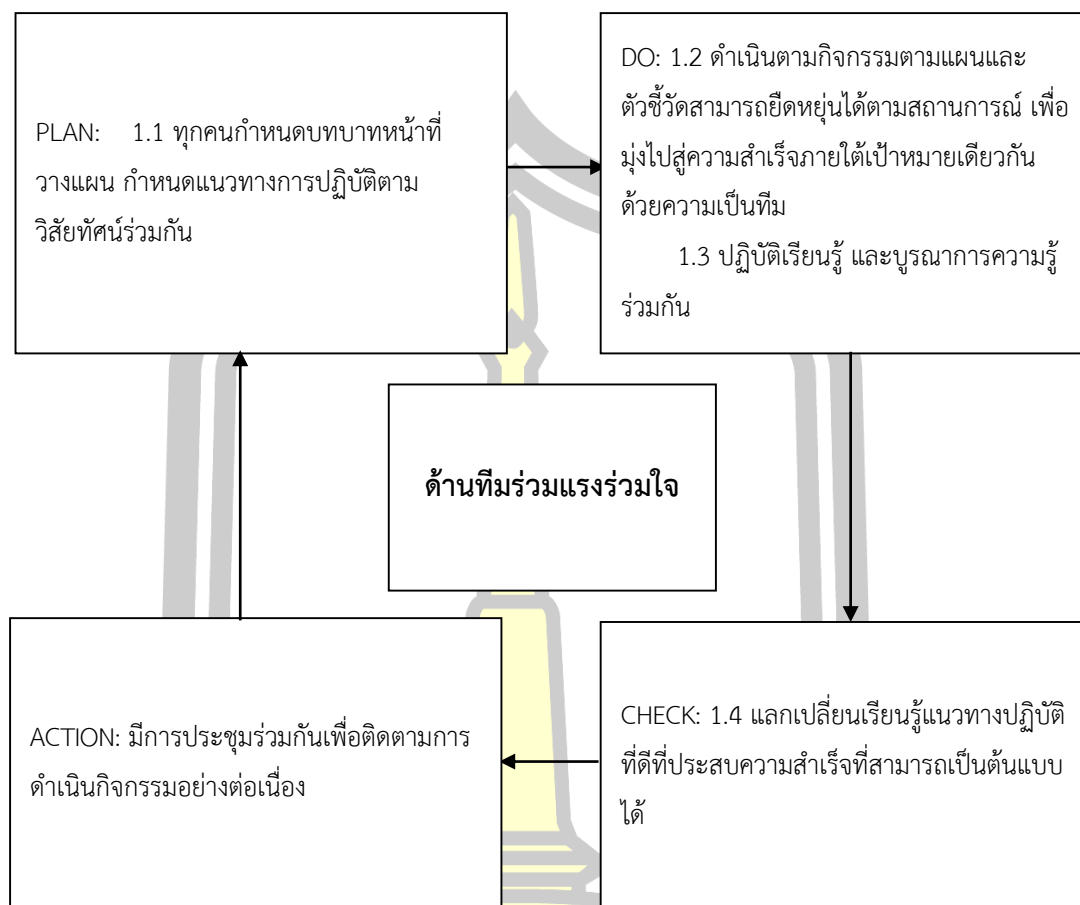 PLAN: 1.1 ทุกคนกำหนดบทบาทหน้าที่
วางแผน กำหนดแนวทางการปฏิบัติตาม
วิสัยทัศน์ร่วมกัน
DO: 1.2 ดำเนินตามกิจกรรมตามแผนและ
ตัวชี้วัดสามารถยืดหยุ่นได้ตามสถานการณ์ เพื่อ
มุ่งไปสู่ความสำเร็จภายใต้เป้าหมายเดียวกัน
ด้วยความเป็นทีม
1.3 ปฏิบัติเรียนรู้ และบูรณาการความรู้
ร่วมกัน
ด้านทีมร่วมแรงร่วมใจ
ACTION: มีการประชุมร่วมกันเพื่อติดตามการ
ดำเนินกิจกรรมอย่างต่อเนื่อง
CHECK: 1.4 แลกเปลี่ยนเรียนรู้แนวทางปฏิบัติ
ที่ดีที่ประสบความสำเร็จที่สามารถเป็นต้นแบบ
ได้